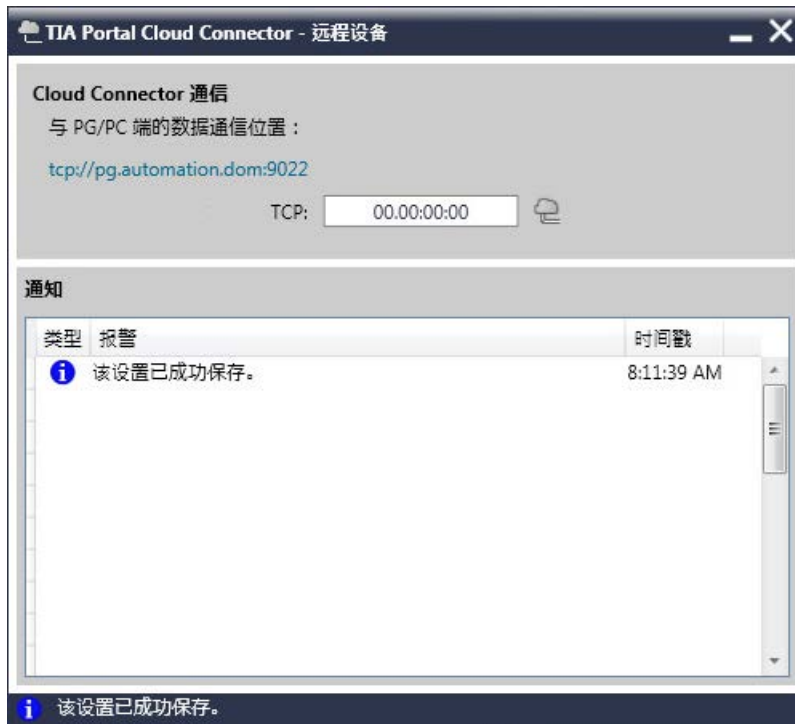 TIA Portal Cloud Connector - 远程设备
Cloud Connector 通信
与 PG/PC 端的数据通信位置：
tcp://pg.automation.dom:9022
TCP: 00.00:00:00
通知
类型 报警 时间戳
该设置已成功保存。 8:11:39 AM
该设置已成功保存。